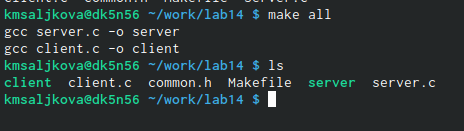 kmsaljkova@dk5n56 ~/work/lab14 $ make all
gcc server.c -o server
gcc client.c -o client
kmsaljkova@dk5n56 ~/work/lab14 $ ls
client client.c common.h Makefile server server.c
kmsaljkova@dk5n56 ~/work/lab14 $